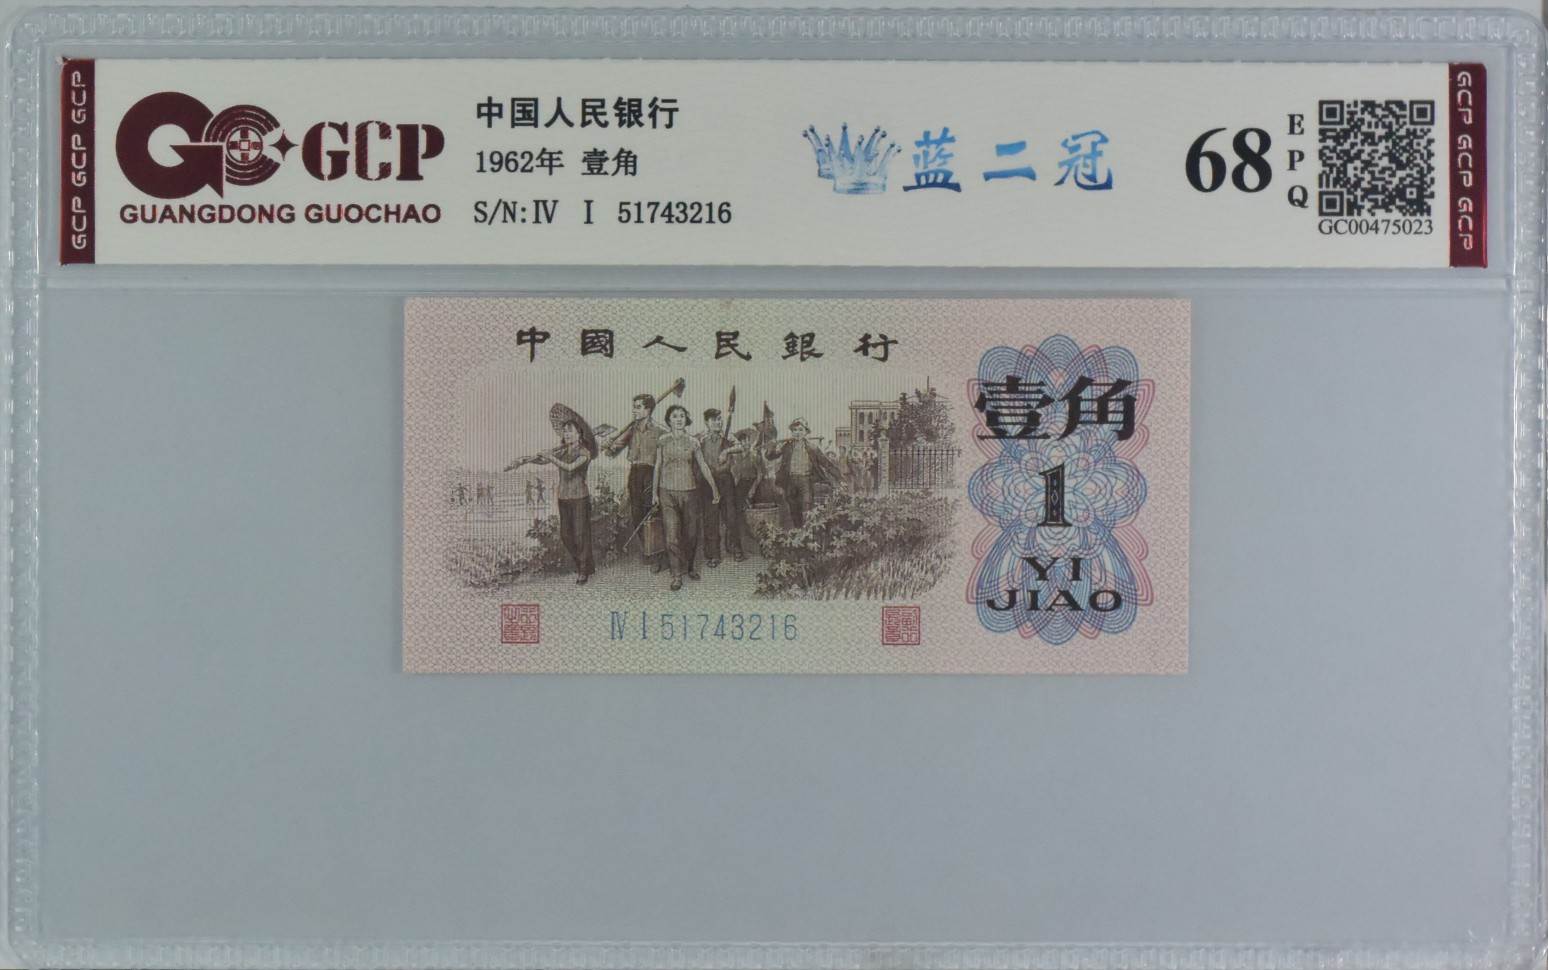 GCP GCP GCP
GCP
GUANGDONG GUOCHAO
中国人民银行
1962年 壹角
S/N: Ⅳ Ⅰ 51743216
蓝二冠
68
EPQ
GC00475023
GCP GCP GCP
中國人民銀行
壹角
1
YI
JIAO
Ⅳ Ⅰ 51743216